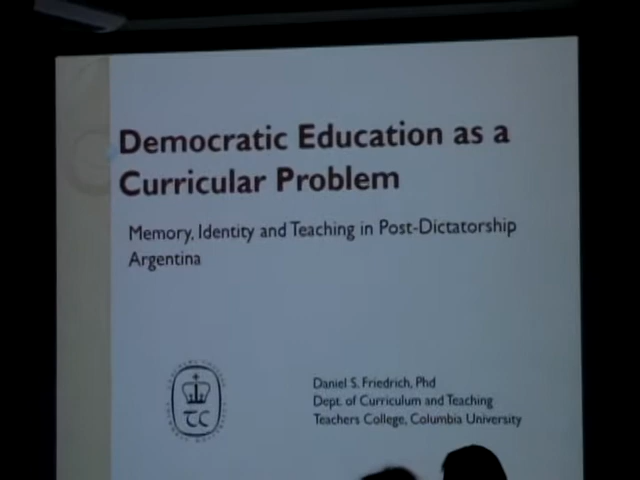 Democratic Education as a
Curricular Problem
Memory, Identity and Teaching in Post-Dictatorship
Argentina
Daniel S. Friedrich, Phd
Dept. of Curriculum and Teaching
Teachers College, Columbia University
TC